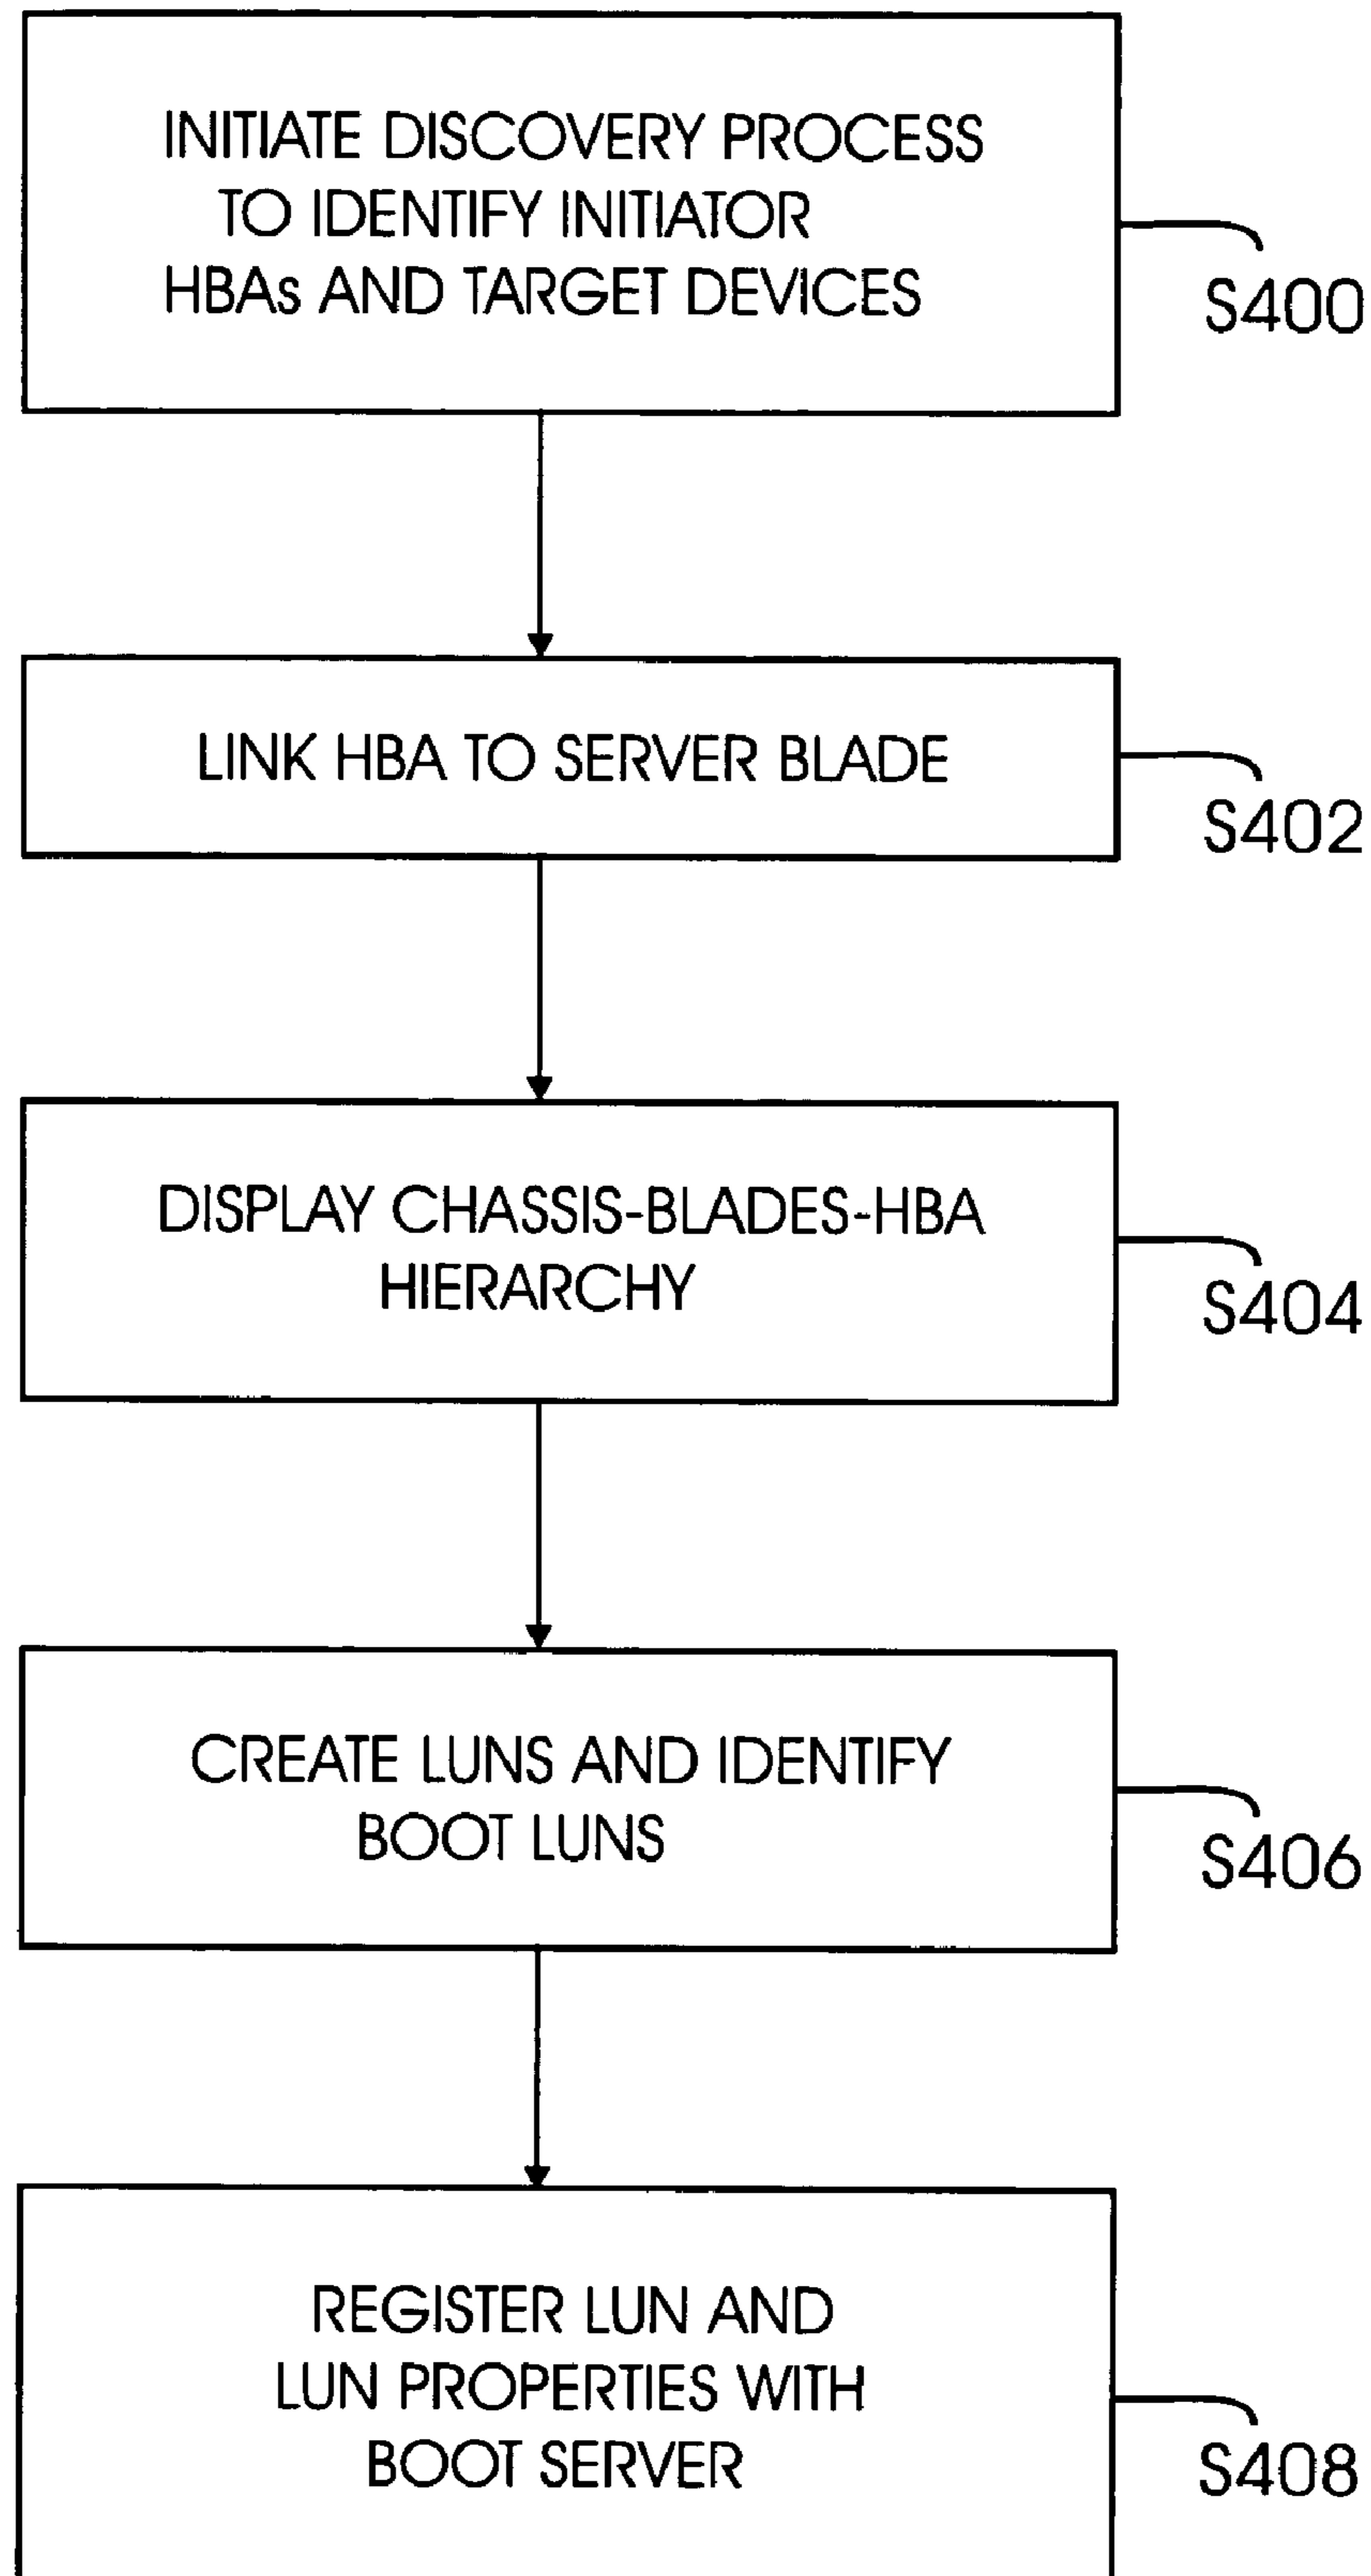 INITIATE DISCOVERY PROCESS
TO IDENTIFY INITIATOR
HBAs AND TARGET DEVICES
S400
LINK HBA TO SERVER BLADE
S402
DISPLAY CHASSIS-BLADES-HBA
HIERARCHY
S404
CREATE LUNS AND IDENTIFY
BOOT LUNS
S406
REGISTER LUN AND
LUN PROPERTIES WITH
BOOT SERVER
S408